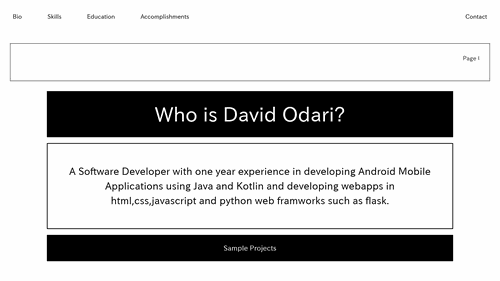 Bio Skills Education Accomplishments Contact
Page I
Who is David Odari?
A Software Developer with one year experience in developing Android Mobile
Applications using Java and Kotlin and developing webapps in
html,css,javascript and python web framworks such as flask.
Sample Projects